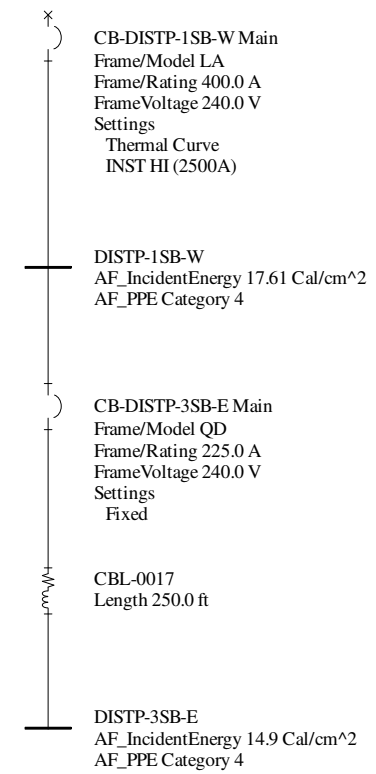 CB-DISTP-1SB-W Main
Frame/Model LA
Frame/Rating 400.0 A
FrameVoltage 240.0 V
Settings
Thermal Curve
INST HI (2500A)
DISTP-1SB-W
AF_IncidentEnergy 17.61 Cal/cm^2
AF_PPE Category 4
CB-DISTP-3SB-E Main
Frame/Model QD
Frame/Rating 225.0 A
FrameVoltage 240.0 V
Settings
Fixed
CBL-0017
Length 250.0 ft
DISTP-3SB-E
AF_IncidentEnergy 14.9 Cal/cm^2
AF_PPE Category 4